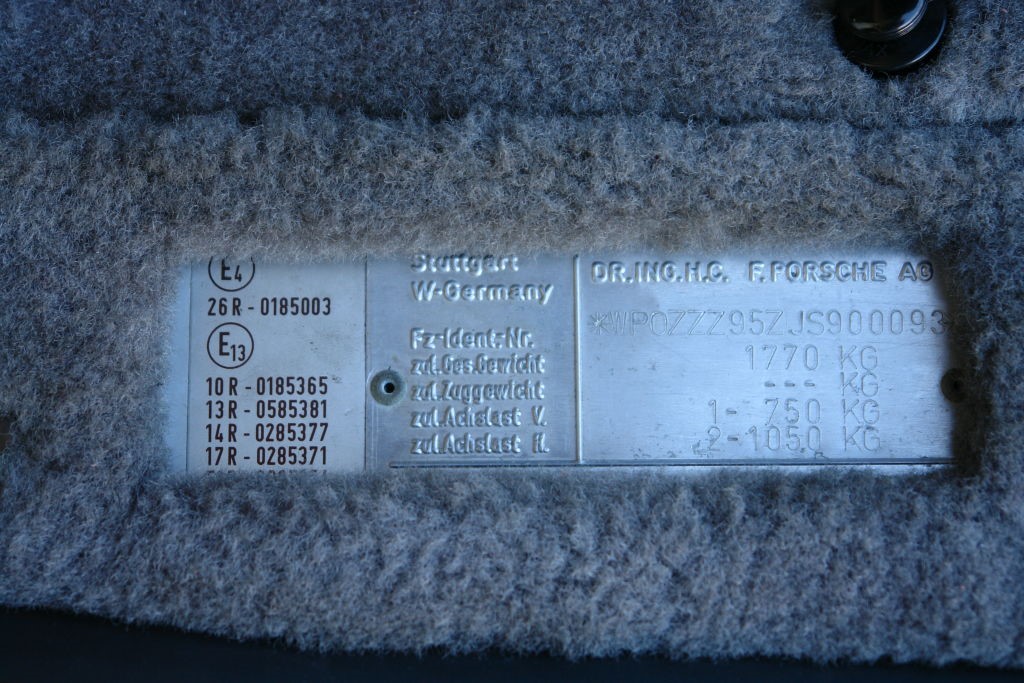 E4
26R-0185003
E13
10R-0185365
13R-0585381
14R-0285377
17R-0285371
Stuttgart
W-Germany
Fz-Ident.-Nr.
zul.Ges.Gewicht
zul.Zuggewicht
zul.Achslast V.
zul.Achslast H.
DR.ING.H.C. F.PORSCHE AG
*WP0ZZZ95ZJS900093
1770 KG
--- KG
1- 750 KG
2-1050 KG